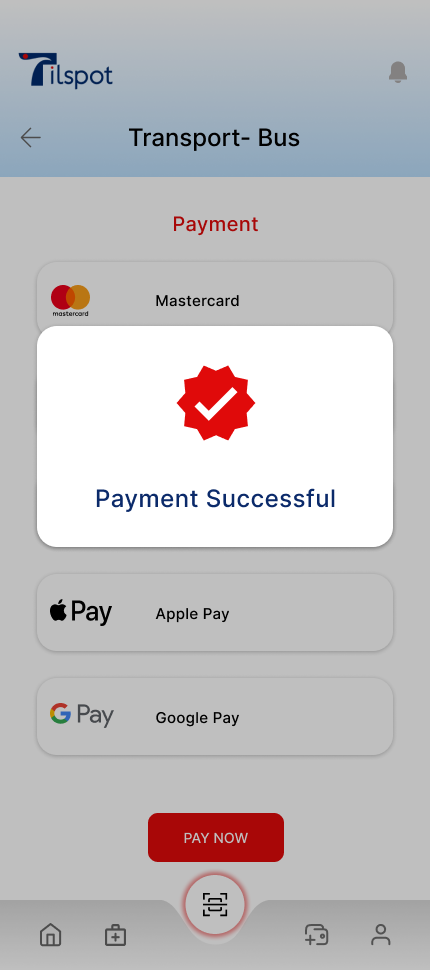 Tilspot
Transport- Bus
Payment
mastercard
Mastercard
Payment Successful
Pay
Apple Pay
G Pay
Google Pay
PAY NOW